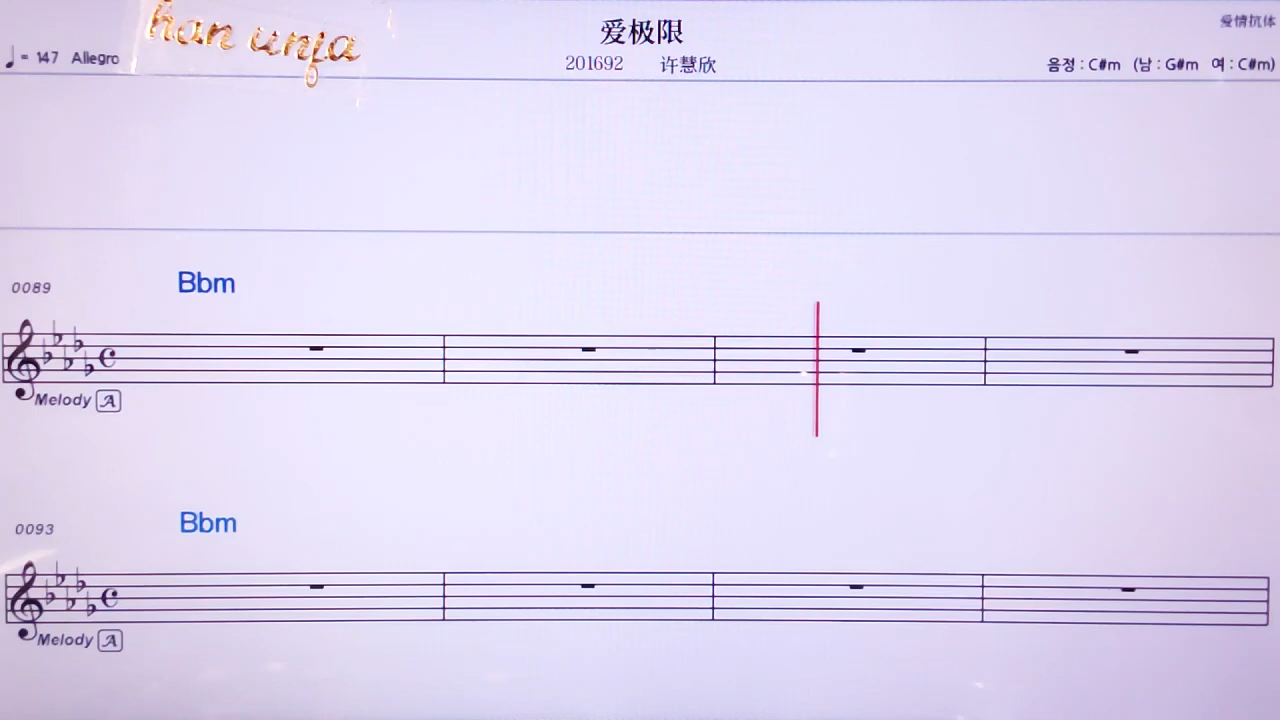 han unja
爱极限
爱情抗体
♩= 147 Allegro
201692 许慧欣
음정 : C#m (남 : G#m 여 : C#m)
0089
Bbm
Melody A
0093
Bbm
Melody A